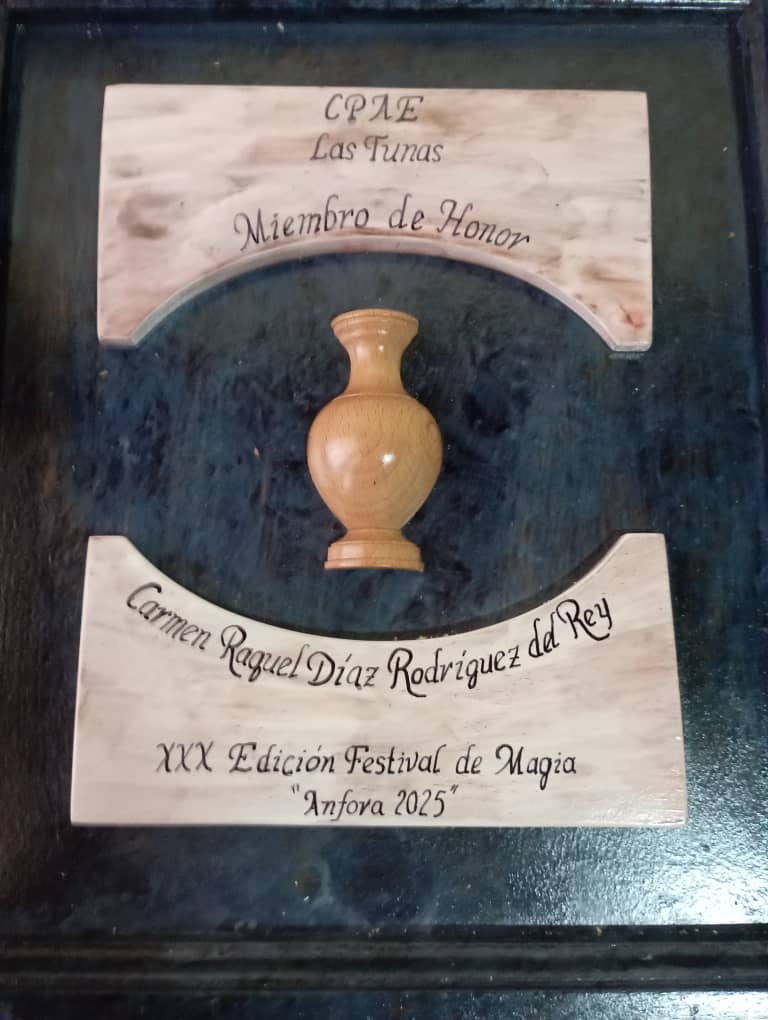 CPAE
Las Tunas
Miembro de Honor
Carmen Raquel Díaz Rodríguez del Rey
XXX Edición Festival de Magia
"Anfora 2025"